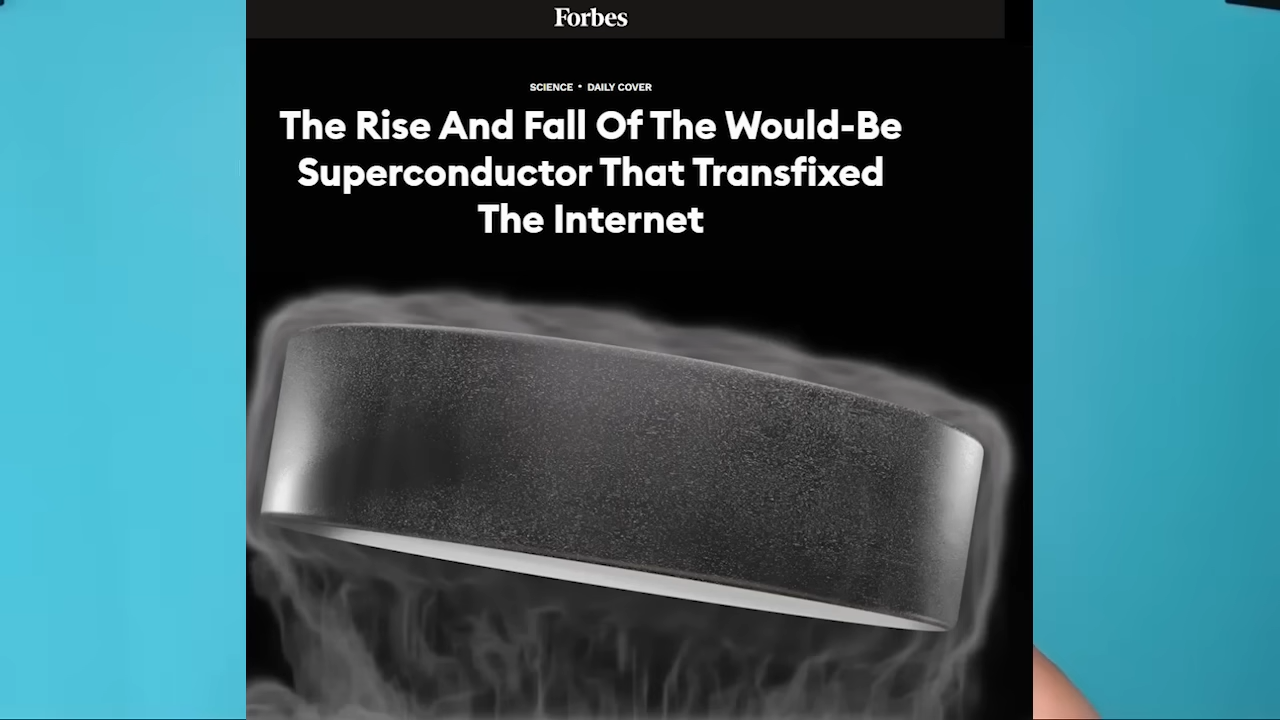 Forbes
SCIENCE • DAILY COVER
The Rise And Fall Of The Would-Be
Superconductor That Transfixed
The Internet